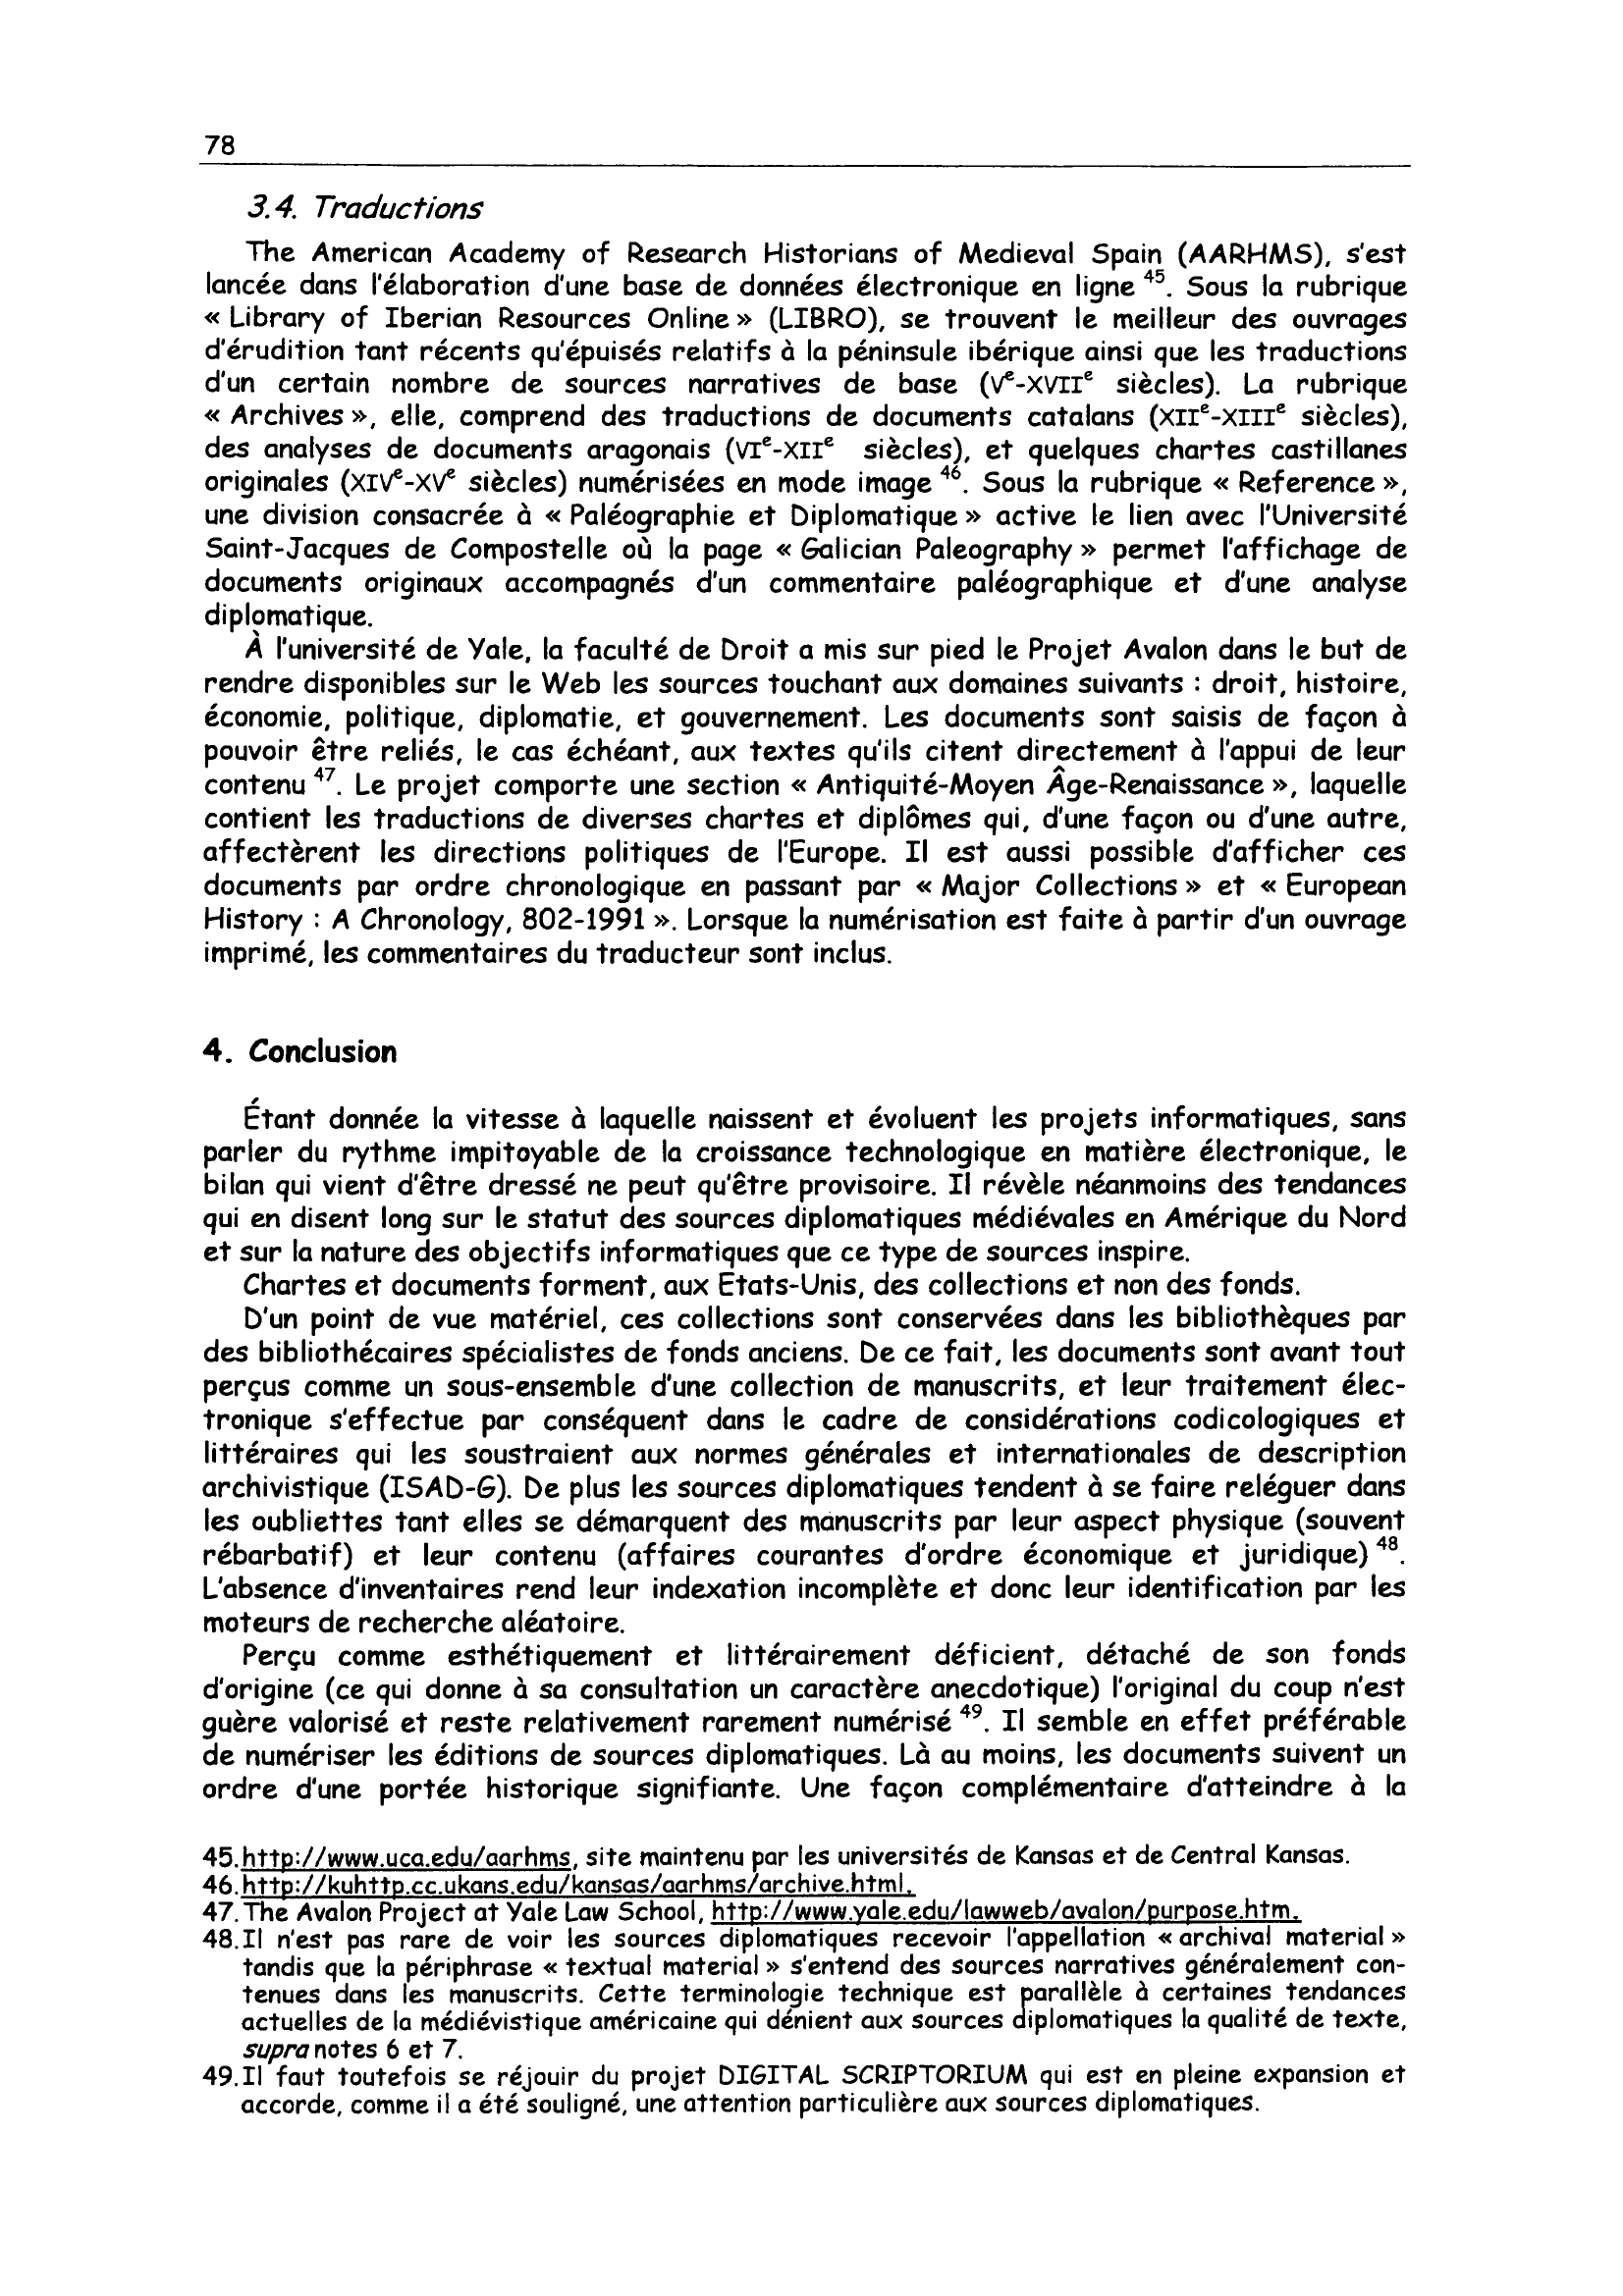 78
3.4. Traductions
The American Academy of Research Historians of Medieval Spain (AARHMS), s'est
lancée dans l'élaboration d'une base de données électronique en ligne 45. Sous la rubrique
« Library of Iberian Resources Online » (LIBRO), se trouvent le meilleur des ouvrages
d'érudition tant récents qu'épuisés relatifs à la péninsule ibérique ainsi que les traductions
d'un certain nombre de sources narratives de base (Ve-XVIIe siècles). La rubrique
« Archives », elle, comprend des traductions de documents catalans (XIIe-XIIIe siècles),
des analyses de documents aragonais (VIe-XIIe siècles), et quelques chartes castillanes
originales (XIVe-XVe siècles) numérisées en mode image 46. Sous la rubrique « Reference »,
une division consacrée à « Paléographie et Diplomatique » active le lien avec l'Université
Saint-Jacques de Compostelle où la page « Galician Paleography » permet l'affichage de
documents originaux accompagnés d'un commentaire paléographique et d'une analyse
diplomatique.
À l'université de Yale, la faculté de Droit a mis sur pied le Projet Avalon dans le but de
rendre disponibles sur le Web les sources touchant aux domaines suivants : droit, histoire,
économie, politique, diplomatie, et gouvernement. Les documents sont saisis de façon à
pouvoir être reliés, le cas échéant, aux textes qu'ils citent directement à l'appui de leur
contenu 47. Le projet comporte une section « Antiquité-Moyen Âge-Renaissance », laquelle
contient les traductions de diverses chartes et diplômes qui, d'une façon ou d'une autre,
affectèrent les directions politiques de l'Europe. Il est aussi possible d'afficher ces
documents par ordre chronologique en passant par « Major Collections » et « European
History : A Chronology, 802-1991 ». Lorsque la numérisation est faite à partir d'un ouvrage
imprimé, les commentaires du traducteur sont inclus.
4. Conclusion
Étant donnée la vitesse à laquelle naissent et évoluent les projets informatiques, sans
parler du rythme impitoyable de la croissance technologique en matière électronique, le
bilan qui vient d'être dressé ne peut qu'être provisoire. Il révèle néanmoins des tendances
qui en disent long sur le statut des sources diplomatiques médiévales en Amérique du Nord
et sur la nature des objectifs informatiques que ce type de sources inspire.
Chartes et documents forment, aux Etats-Unis, des collections et non des fonds.
D'un point de vue matériel, ces collections sont conservées dans les bibliothèques par
des bibliothécaires spécialistes de fonds anciens. De ce fait, les documents sont avant tout
perçus comme un sous-ensemble d'une collection de manuscrits, et leur traitement élec-
tronique s'effectue par conséquent dans le cadre de considérations codicologiques et
littéraires qui les soustraient aux normes générales et internationales de description
archivistique (ISAD-G). De plus les sources diplomatiques tendent à se faire reléguer dans
les oubliettes tant elles se démarquent des manuscrits par leur aspect physique (souvent
rébarbatif) et leur contenu (affaires courantes d'ordre économique et juridique) 48.
L'absence d'inventaires rend leur indexation incomplète et donc leur identification par les
moteurs de recherche aléatoire.
Perçu comme esthétiquement et littérairement déficient, détaché de son fonds
d'origine (ce qui donne à sa consultation un caractère anecdotique) l'original du coup n'est
guère valorisé et reste relativement rarement numérisé 49. Il semble en effet préférable
de numériser les éditions de sources diplomatiques. Là au moins, les documents suivent un
ordre d'une portée historique signifiante. Une façon complémentaire d'atteindre à la
45. http://www.uca.edu/aarhms, site maintenu par les universités de Kansas et de Central Kansas.
46. http://kuhttp.cc.ukans.edu/kansas/aarhms/archive.html.
47. The Avalon Project at Yale Law School, http://www.yale.edu/lawweb/avalon/purpose.htm.
48. Il n'est pas rare de voir les sources diplomatiques recevoir l'appellation « archival material »
tandis que la périphrase « textual material » s'entend des sources narratives généralement con-
tenues dans les manuscrits. Cette terminologie technique est parallèle à certaines tendances
actuelles de la médiévistique américaine qui dénient aux sources diplomatiques la qualité de texte,
supra notes 6 et 7.
49. Il faut toutefois se réjouir du projet DIGITAL SCRIPTORIUM qui est en pleine expansion et
accorde, comme il a été souligné, une attention particulière aux sources diplomatiques.